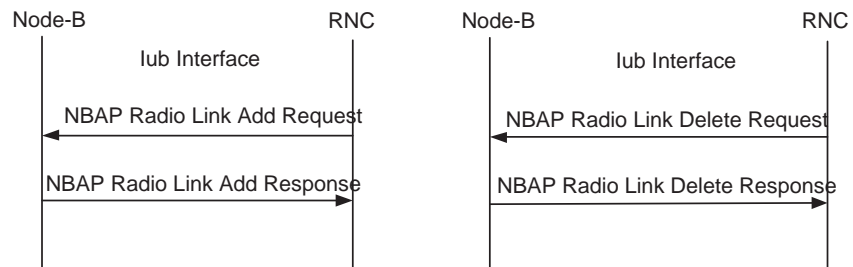 Node-B RNC
Iub Interface
NBAP Radio Link Add Request
NBAP Radio Link Add Response
Node-B RNC
Iub Interface
NBAP Radio Link Delete Request
NBAP Radio Link Delete Response